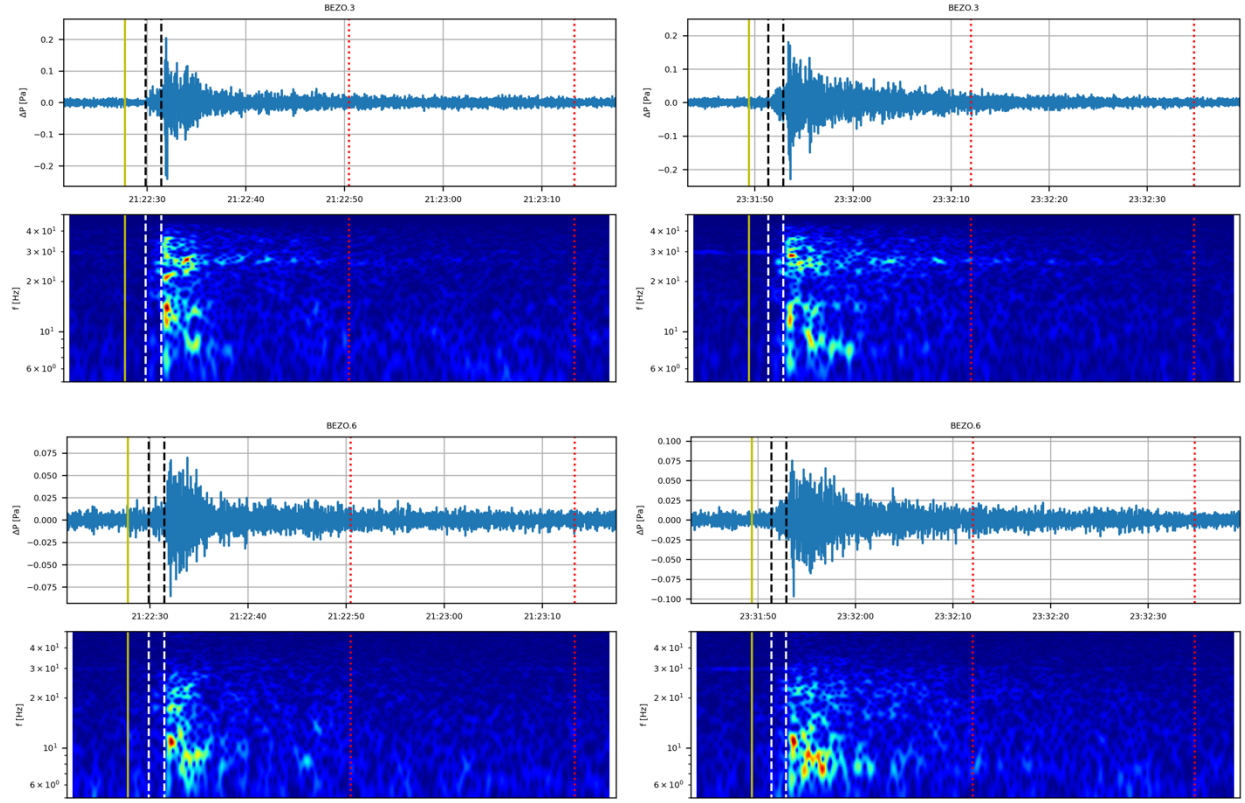 BEZO.3
ΔP [Pa]
0.2
0.1
0.0
−0.1
−0.2
21:22:30
21:22:40
21:22:50
21:23:00
21:23:10
f [Hz]
4 × 10¹
3 × 10¹
2 × 10¹
10¹
6 × 10⁰
BEZO.3
ΔP [Pa]
0.2
0.1
0.0
−0.1
−0.2
23:31:50
23:32:00
23:32:10
23:32:20
23:32:30
f [Hz]
4 × 10¹
3 × 10¹
2 × 10¹
10¹
6 × 10⁰
BEZO.6
ΔP [Pa]
0.075
0.050
0.025
0.000
−0.025
−0.050
−0.075
21:22:30
21:22:40
21:22:50
21:23:00
21:23:10
f [Hz]
4 × 10¹
3 × 10¹
2 × 10¹
10¹
6 × 10⁰
BEZO.6
ΔP [Pa]
0.100
0.075
0.050
0.025
0.000
−0.025
−0.050
−0.075
−0.100
23:31:50
23:32:00
23:32:10
23:32:20
23:32:30
f [Hz]
4 × 10¹
3 × 10¹
2 × 10¹
10¹
6 × 10⁰